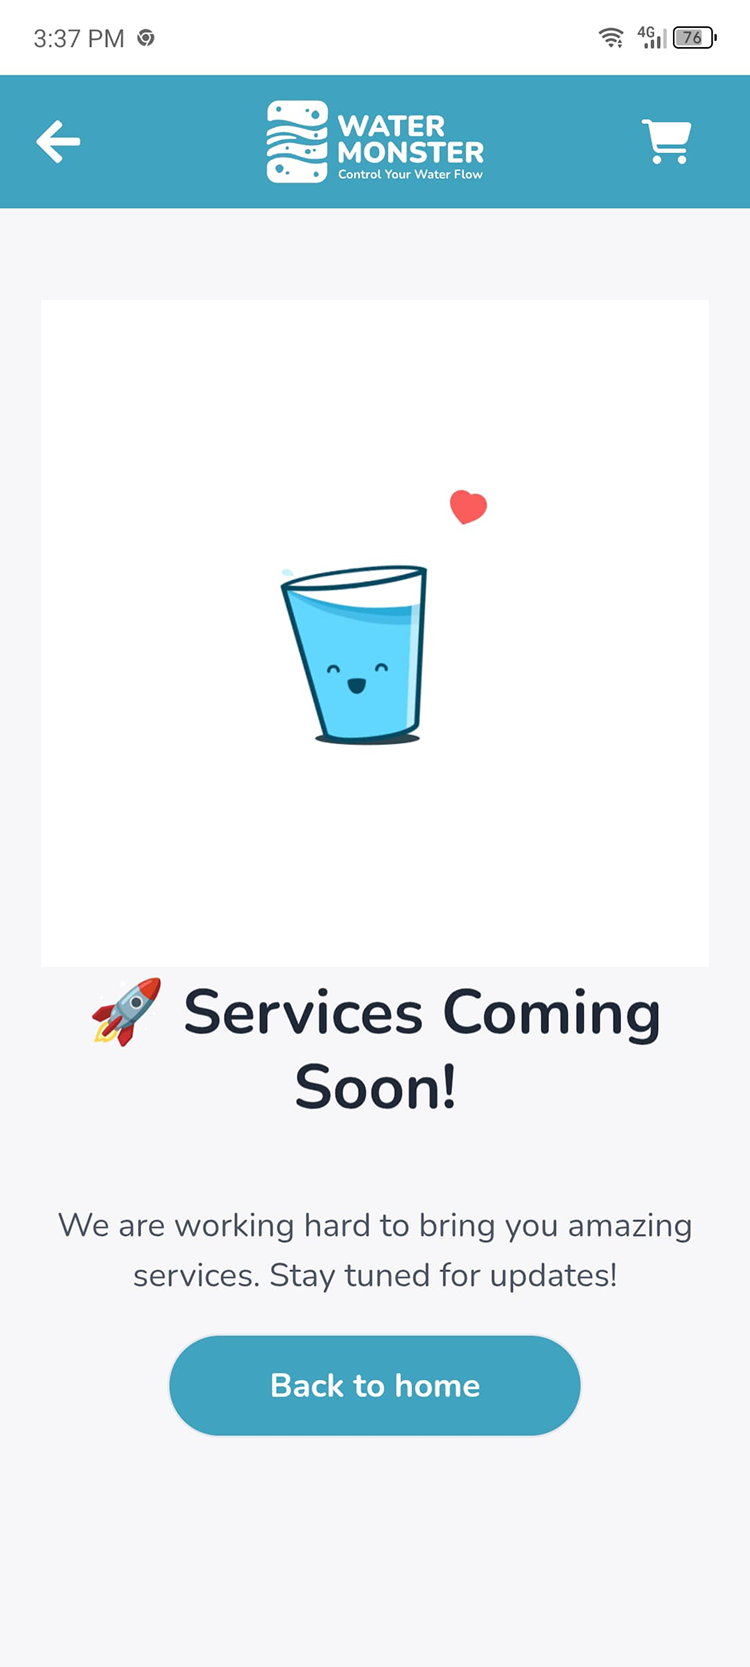 3:37 PM
4G
76
WATER
MONSTER
Control Your Water Flow
🚀 Services Coming
Soon!
We are working hard to bring you amazing
services. Stay tuned for updates!
Back to home